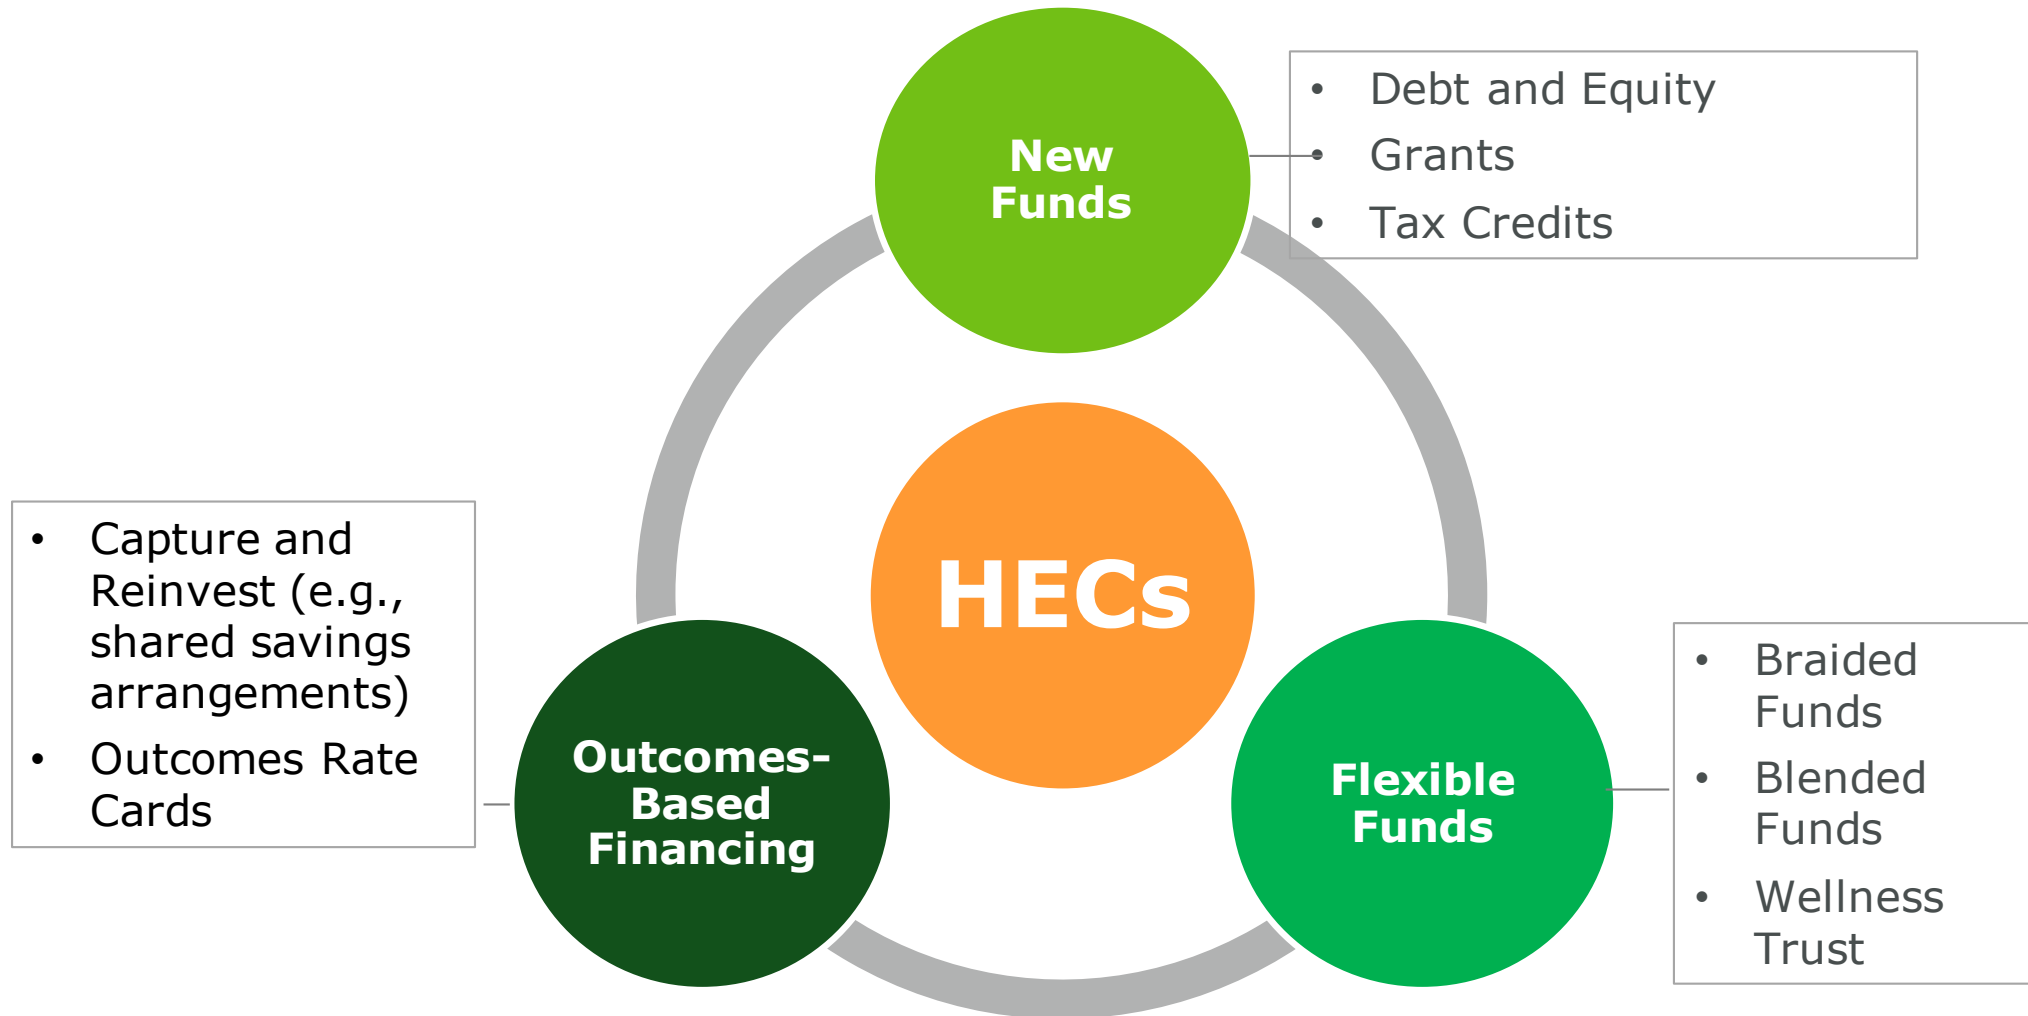 New
Funds
• Debt and Equity
• Grants
• Tax Credits
HECs
• Capture and
Reinvest (e.g.,
shared savings
arrangements)
• Outcomes Rate
Cards
Outcomes-
Based
Financing
Flexible
Funds
• Braided
Funds
• Blended
Funds
• Wellness
Trust